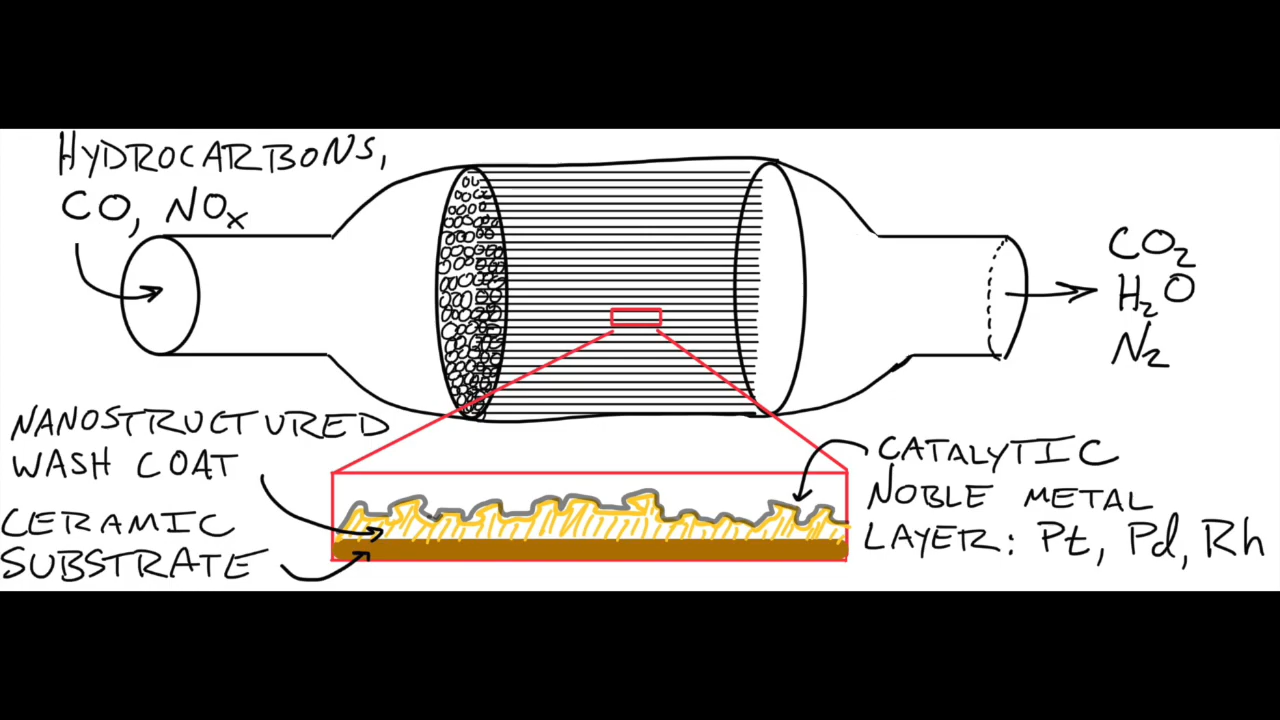 HYDROCARBONS,
CO, NOx
CO2
H2O
N2
NANOSTRUCTURED
WASH COAT
CERAMIC
SUBSTRATE
CATALYTIC
NOBLE METAL
LAYER: Pt, Pd, Rh